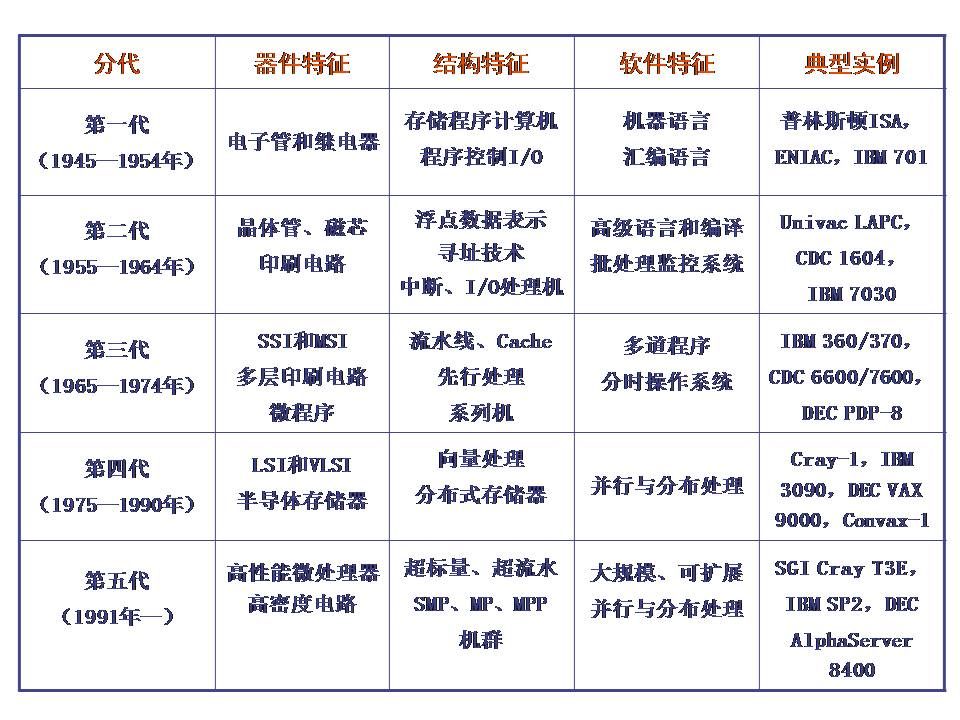 分代
器件特征
结构特征
软件特征
典型实例
第一代
（1945—1954年）
电子管和继电器
存储程序计算机
程序控制I/O
机器语言
汇编语言
普林斯顿ISA，
ENIAC，IBM 701
第二代
（1955—1964年）
晶体管、磁芯
印刷电路
浮点数据表示
寻址技术
中断、I/O处理机
高级语言和编译
批处理监控系统
Univac LAPC，
CDC 1604，
IBM 7030
第三代
（1965—1974年）
SSI和MSI
多层印刷电路
微程序
流水线、Cache
先行处理
系列机
多道程序
分时操作系统
IBM 360/370，
CDC 6600/7600，
DEC PDP-8
第四代
（1975—1990年）
LSI和VLSI
半导体存储器
向量处理
分布式存储器
并行与分布处理
Cray-1，IBM
3090，DEC VAX
9000，Convax-1
第五代
（1991年—）
高性能微处理器
高密度电路
超标量、超流水
SMP、MP、MPP
机群
大规模、可扩展
并行与分布处理
SGI Cray T3E，
IBM SP2，DEC
AlphaServer
8400